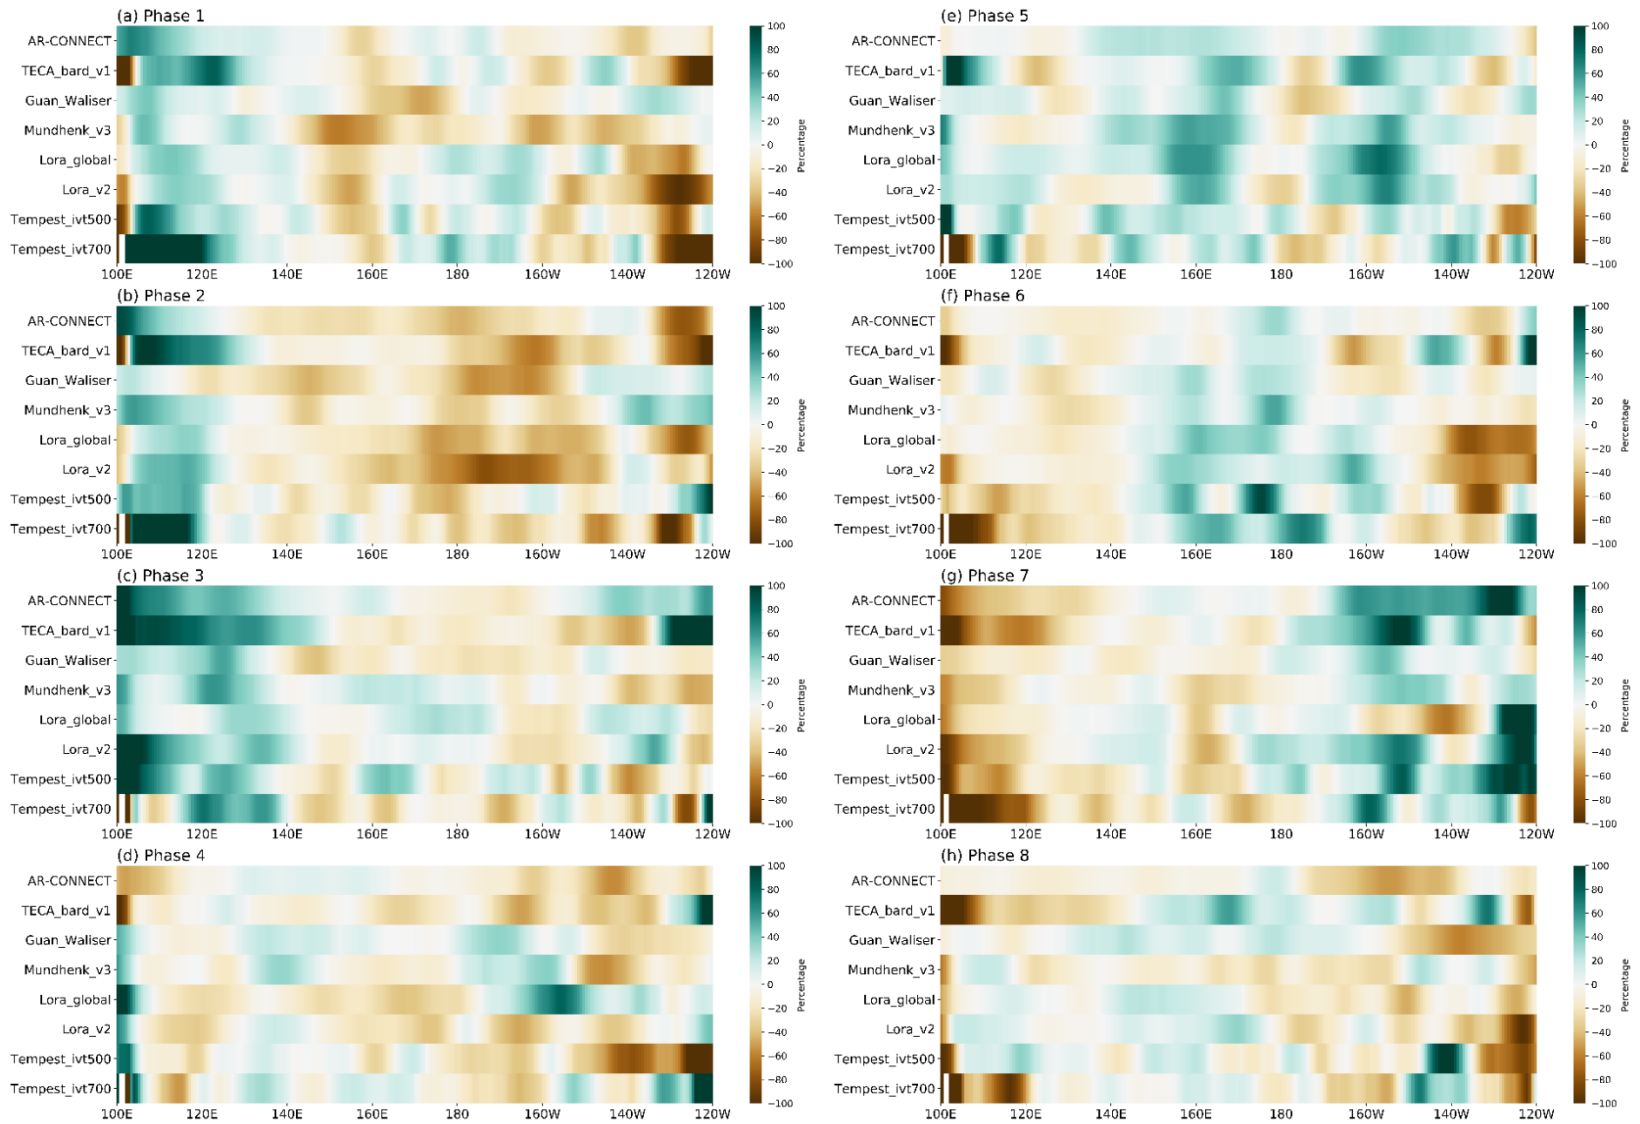 (a) Phase 1
AR-CONNECT
TECA_bard_v1
Guan_Waliser
Mundhenk_v3
Lora_global
Lora_v2
Tempest_ivt500
Tempest_ivt700
100E 120E 140E 160E 180 160W 140W 120W
100
80
60
40
20
0
−20
−40
−60
−80
−100
Percentage
(b) Phase 2
AR-CONNECT
TECA_bard_v1
Guan_Waliser
Mundhenk_v3
Lora_global
Lora_v2
Tempest_ivt500
Tempest_ivt700
100E 120E 140E 160E 180 160W 140W 120W
100
80
60
40
20
0
−20
−40
−60
−80
−100
Percentage
(c) Phase 3
AR-CONNECT
TECA_bard_v1
Guan_Waliser
Mundhenk_v3
Lora_global
Lora_v2
Tempest_ivt500
Tempest_ivt700
100E 120E 140E 160E 180 160W 140W 120W
100
80
60
40
20
0
−20
−40
−60
−80
−100
Percentage
(d) Phase 4
AR-CONNECT
TECA_bard_v1
Guan_Waliser
Mundhenk_v3
Lora_global
Lora_v2
Tempest_ivt500
Tempest_ivt700
100E 120E 140E 160E 180 160W 140W 120W
100
80
60
40
20
0
−20
−40
−60
−80
−100
Percentage
(e) Phase 5
AR-CONNECT
TECA_bard_v1
Guan_Waliser
Mundhenk_v3
Lora_global
Lora_v2
Tempest_ivt500
Tempest_ivt700
100E 120E 140E 160E 180 160W 140W 120W
100
80
60
40
20
0
−20
−40
−60
−80
−100
Percentage
(f) Phase 6
AR-CONNECT
TECA_bard_v1
Guan_Waliser
Mundhenk_v3
Lora_global
Lora_v2
Tempest_ivt500
Tempest_ivt700
100E 120E 140E 160E 180 160W 140W 120W
100
80
60
40
20
0
−20
−40
−60
−80
−100
Percentage
(g) Phase 7
AR-CONNECT
TECA_bard_v1
Guan_Waliser
Mundhenk_v3
Lora_global
Lora_v2
Tempest_ivt500
Tempest_ivt700
100E 120E 140E 160E 180 160W 140W 120W
100
80
60
40
20
0
−20
−40
−60
−80
−100
Percentage
(h) Phase 8
AR-CONNECT
TECA_bard_v1
Guan_Waliser
Mundhenk_v3
Lora_global
Lora_v2
Tempest_ivt500
Tempest_ivt700
100E 120E 140E 160E 180 160W 140W 120W
100
80
60
40
20
0
−20
−40
−60
−80
−100
Percentage